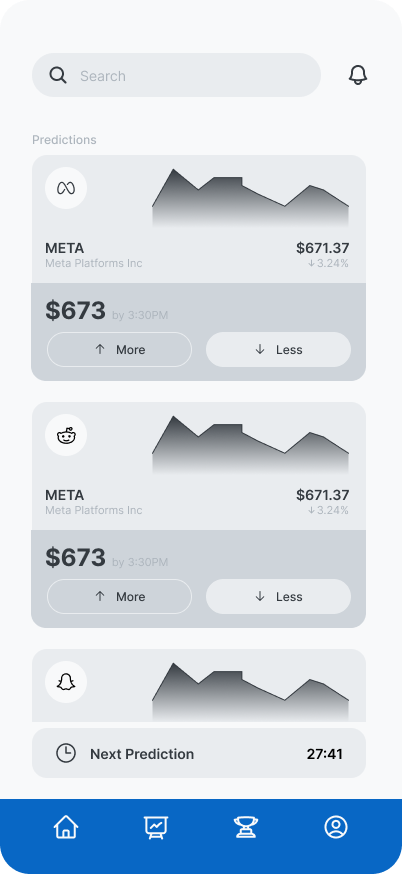 Search
Predictions
META
$671.37
Meta Platforms Inc
↓3.24%
$673 by 3:30PM
↑ More
↓ Less
META
$671.37
Meta Platforms Inc
↓3.24%
$673 by 3:30PM
↑ More
↓ Less
Next Prediction
27:41